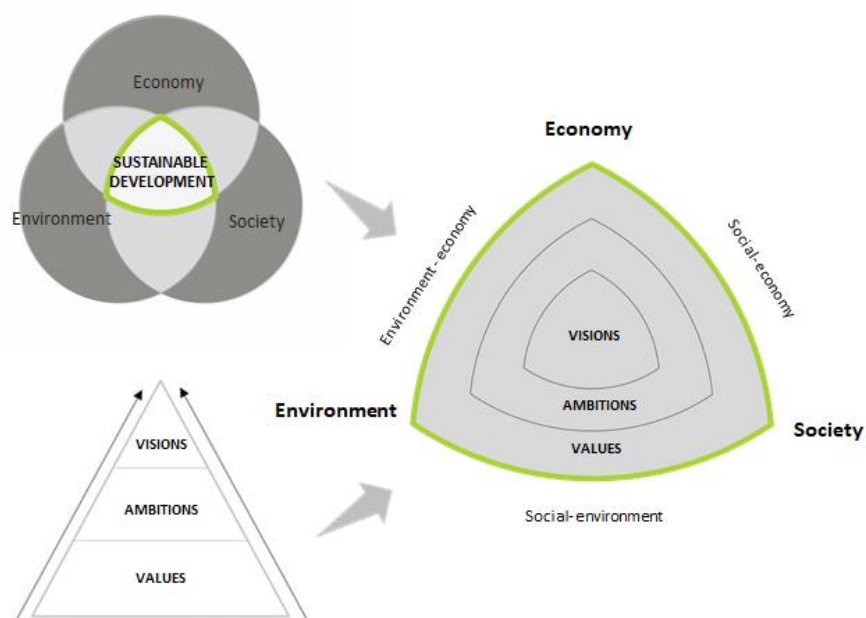 Economy
SUSTAINABLE
DEVELOPMENT
Environment
Society
VISIONS
AMBITIONS
VALUES
Economy
Environment - economy
Social-economy
VISIONS
AMBITIONS
VALUES
Environment
Society
Social-environment